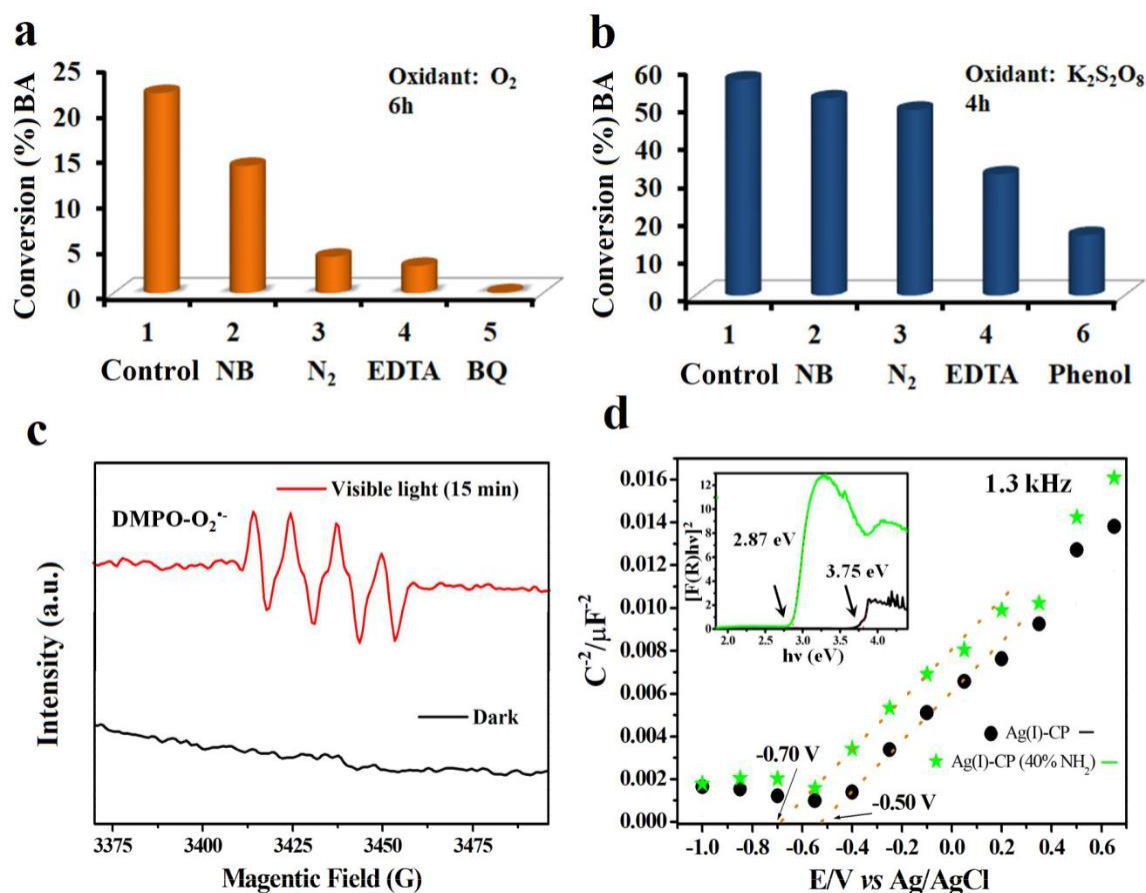 a
Conversion (%)BA
25
20
15
10
5
0
Oxidant: O₂
6h
1 2 3 4 5
Control NB N₂ EDTA BQ
b
Conversion (%)BA
60
50
40
30
20
10
0
Oxidant: K₂S₂O₈
4h
1 2 3 4 6
Control NB N₂ EDTA Phenol
c
Intensity (a.u.)
Visible light (15 min)
DMPO-O₂•-
Dark
3375 3400 3425 3450 3475
Magentic Field (G)
d
C⁻²/μF⁻²
0.016
0.014
0.012
0.010
0.008
0.006
0.004
0.002
0.000
1.3 kHz
[F(R)hν]²
12
10
8
6
4
2
0
2.87 eV
3.75 eV
2.0 3.0 4.0
hν (eV)
Ag(I)-CP
Ag(I)-CP (40% NH₂)
-0.70 V
-0.50 V
-1.0 -0.8 -0.6 -0.4 -0.2 0.0 0.2 0.4 0.6
E/V vs Ag/AgCl